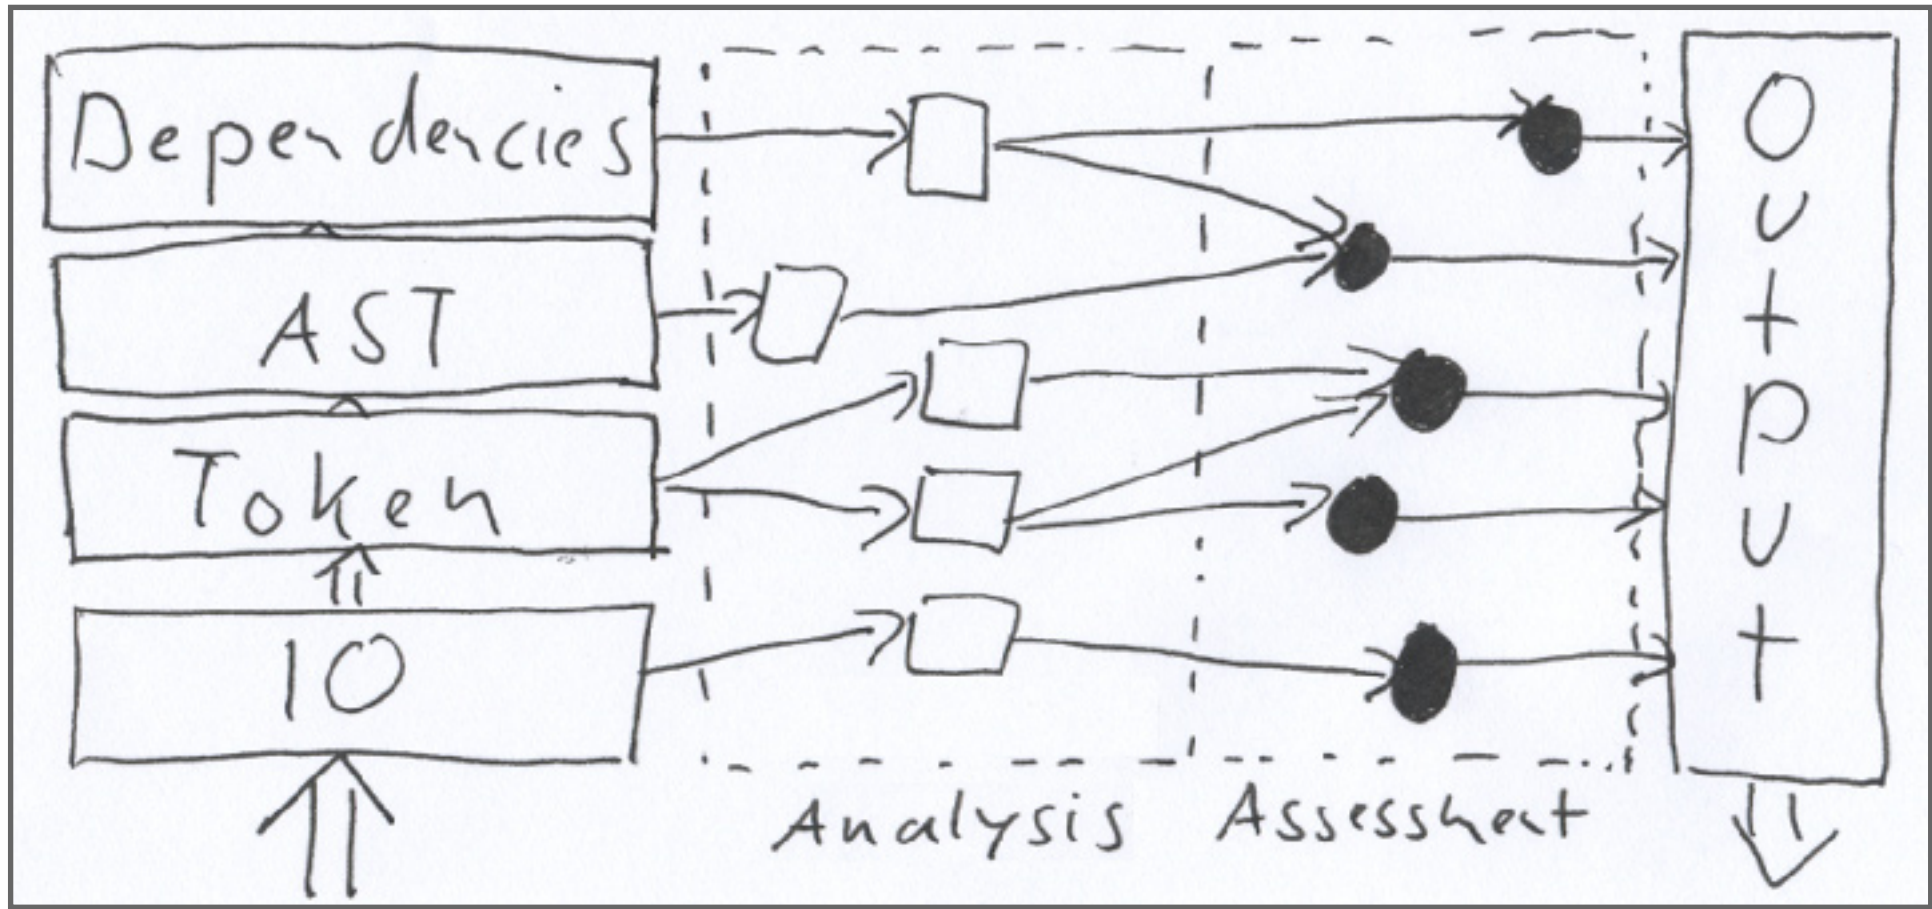 Dependencies
AST
Token
IO
Analysis
Assessment
Output